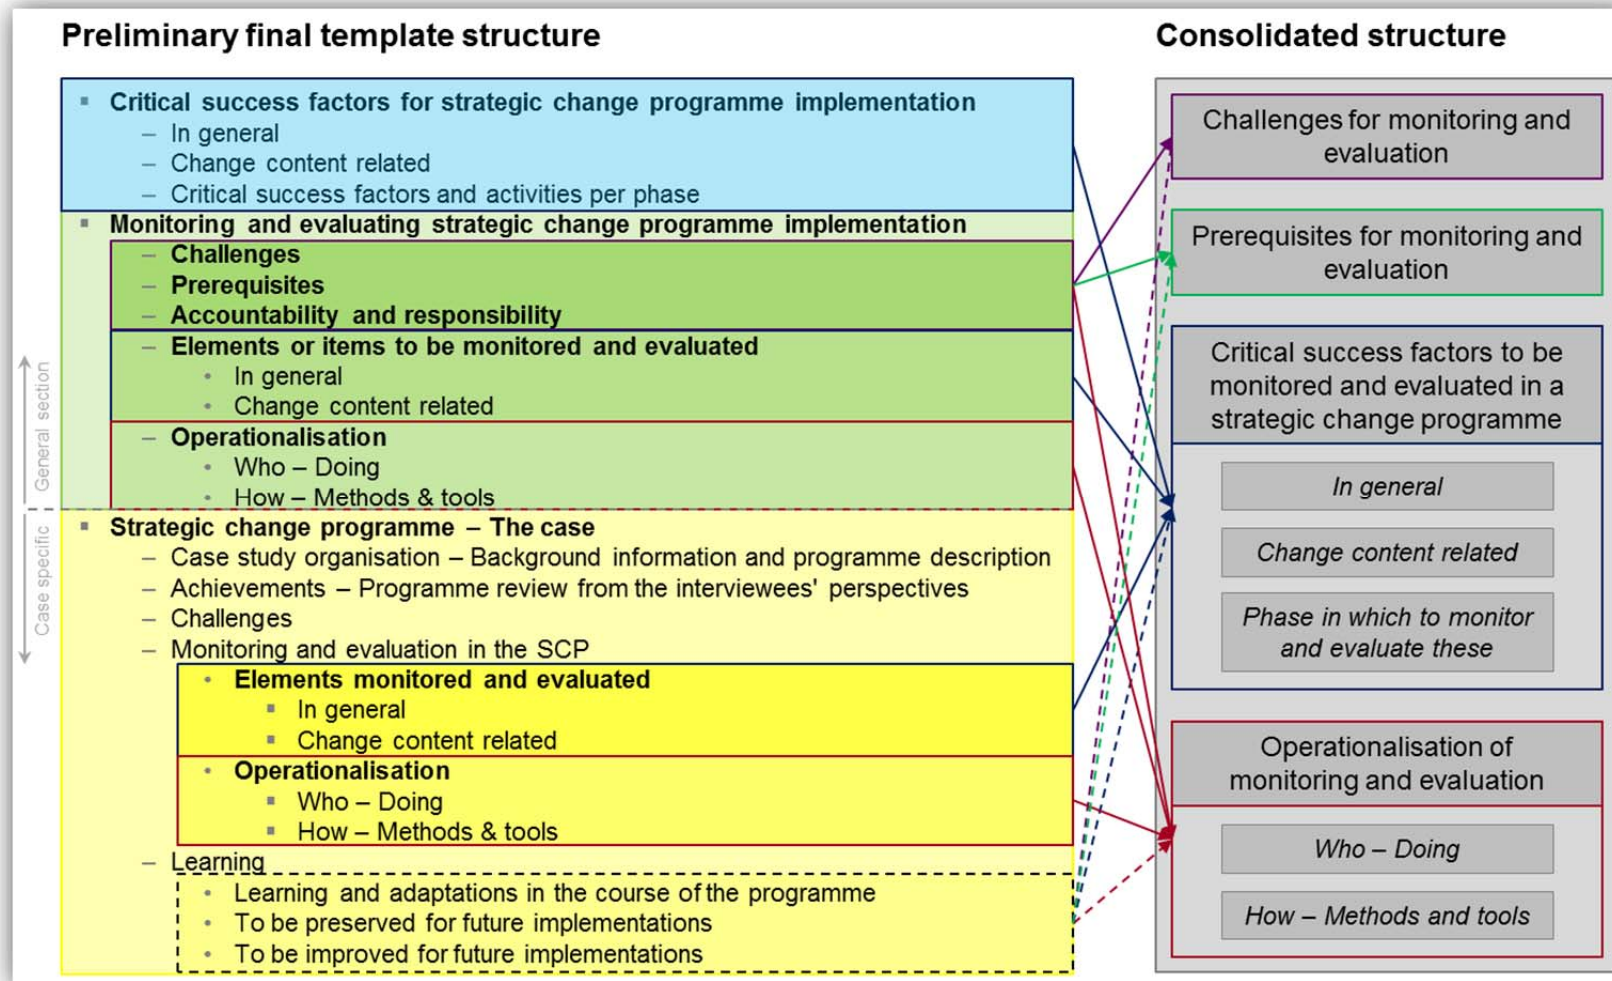 Preliminary final template structure
▪ Critical success factors for strategic change programme implementation
– In general
– Change content related
– Critical success factors and activities per phase
▪ Monitoring and evaluating strategic change programme implementation
– Challenges
– Prerequisites
– Accountability and responsibility
– Elements or items to be monitored and evaluated
• In general
• Change content related
– Operationalisation
• Who – Doing
• How – Methods & tools
▪ Strategic change programme – The case
– Case study organisation – Background information and programme description
– Achievements – Programme review from the interviewees' perspectives
– Challenges
– Monitoring and evaluation in the SCP
• Elements monitored and evaluated
▪ In general
▪ Change content related
• Operationalisation
▪ Who – Doing
▪ How – Methods & tools
– Learning
• Learning and adaptations in the course of the programme
• To be preserved for future implementations
• To be improved for future implementations
General section
Case specific
Consolidated structure
Challenges for monitoring and
evaluation
Prerequisites for monitoring and
evaluation
Critical success factors to be
monitored and evaluated in a
strategic change programme
In general
Change content related
Phase in which to monitor
and evaluate these
Operationalisation of
monitoring and evaluation
Who – Doing
How – Methods and tools